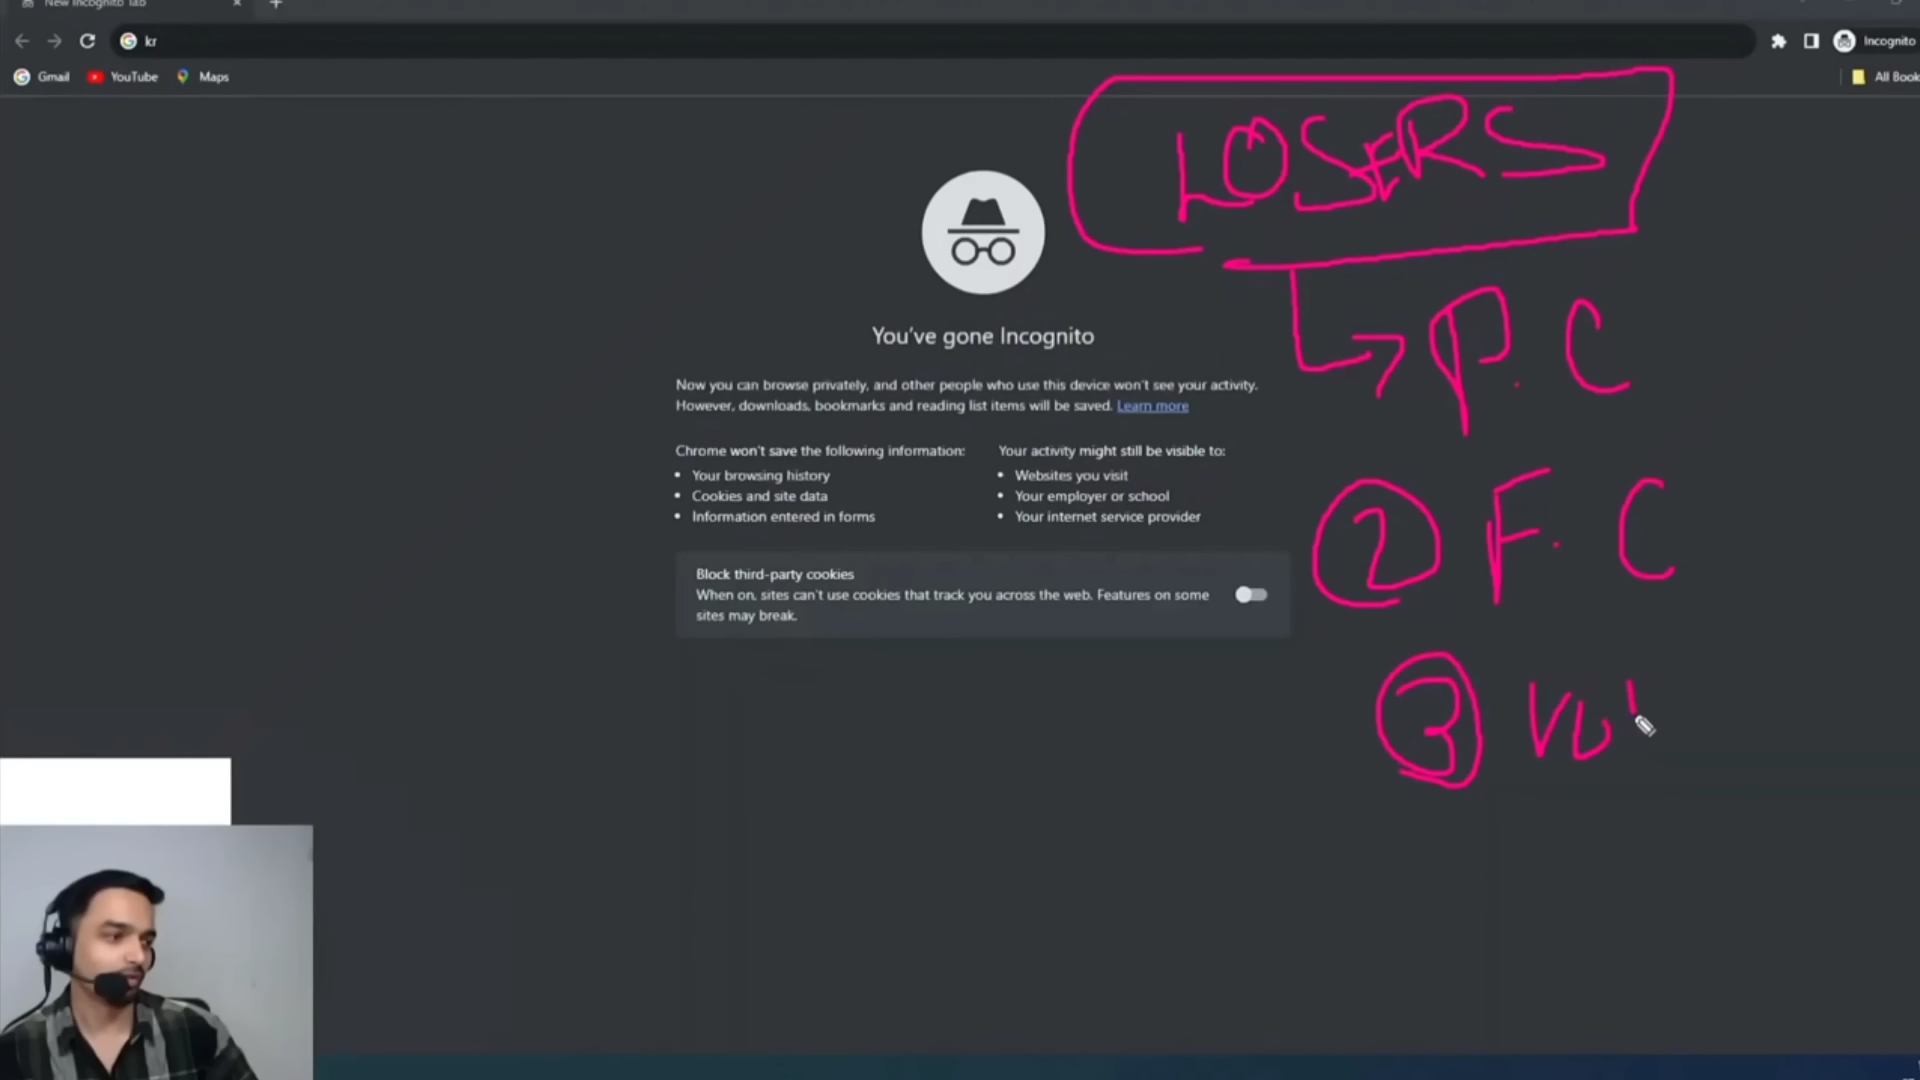 New Incognito Tab
kr
Incognito
Gmail YouTube Maps
All Book
LOSERS
You've gone Incognito
P. C
Now you can browse privately, and other people who use this device won't see your activity.
However, downloads, bookmarks and reading list items will be saved. Learn more
Chrome won't save the following information:
• Your browsing history
• Cookies and site data
• Information entered in forms
Your activity might still be visible to:
• Websites you visit
• Your employer or school
• Your internet service provider
2 F. C
Block third-party cookies
When on, sites can't use cookies that track you across the web. Features on some
sites may break.
3